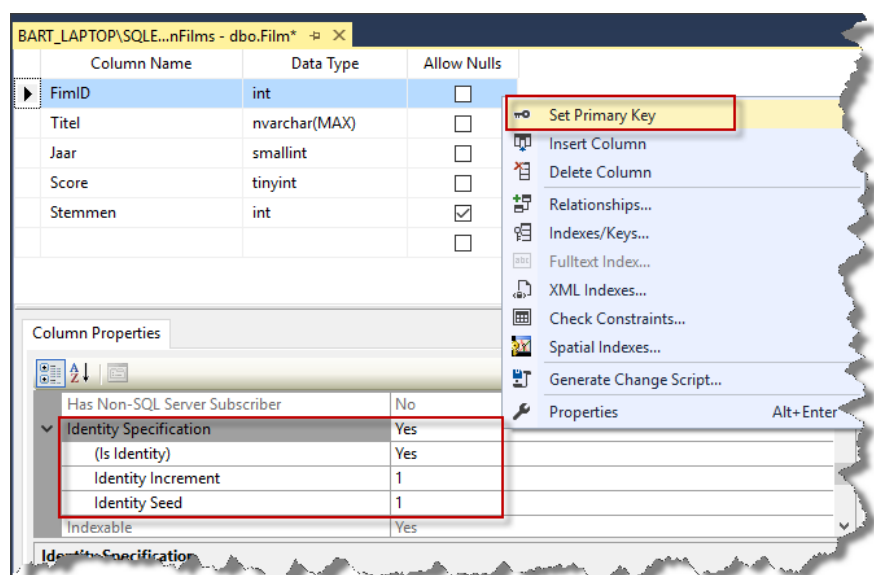 BART_LAPTOP\SQLE...nFilms - dbo.Film*
Column Name Data Type Allow Nulls
FimID int
Titel nvarchar(MAX)
Jaar smallint
Score tinyint
Stemmen int
Set Primary Key
Insert Column
Delete Column
Relationships...
Indexes/Keys...
abc Fulltext Index...
XML Indexes...
Check Constraints...
Spatial Indexes...
Generate Change Script...
Properties Alt+Enter
Column Properties
Has Non-SQL Server Subscriber No
Identity Specification Yes
(Is Identity) Yes
Identity Increment 1
Identity Seed 1
Indexable Yes
Identity Specification